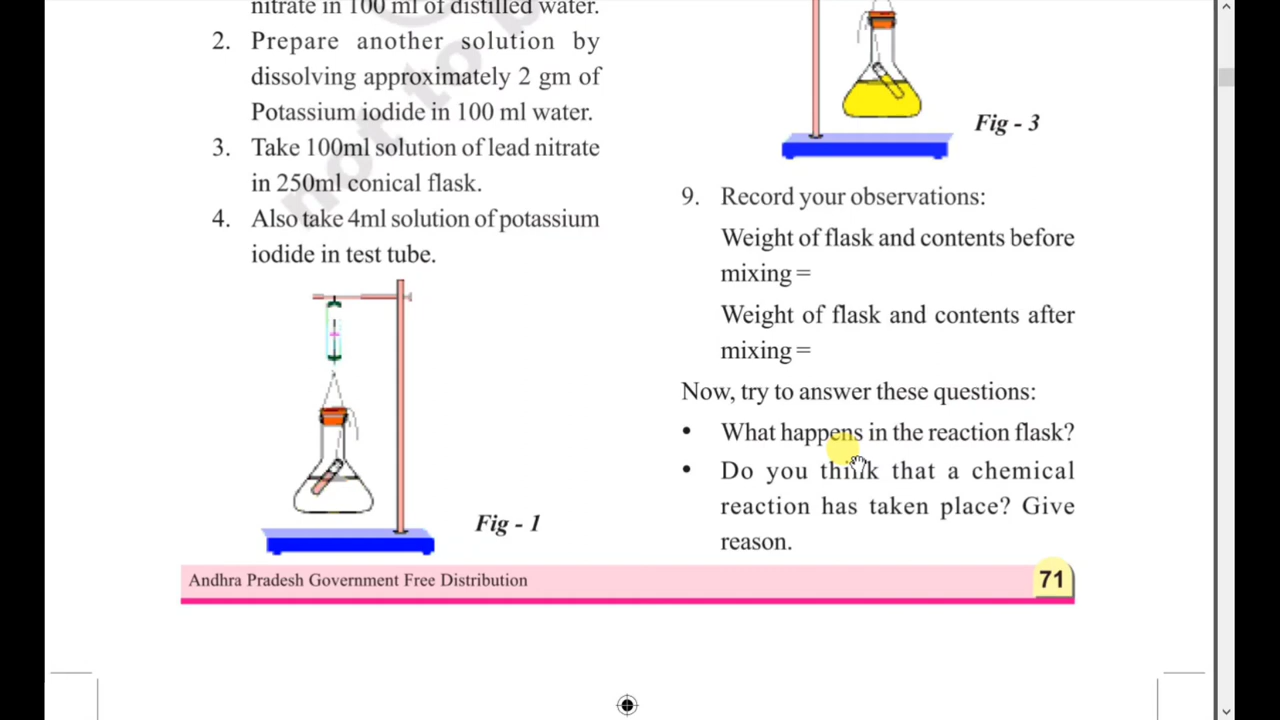 nitrate in 100 ml of distilled water.
2. Prepare another solution by
dissolving approximately 2 gm of
Potassium iodide in 100 ml water.
3. Take 100ml solution of lead nitrate
in 250ml conical flask.
4. Also take 4ml solution of potassium
iodide in test tube.
Fig - 1
Fig - 3
9. Record your observations:
Weight of flask and contents before
mixing =
Weight of flask and contents after
mixing =
Now, try to answer these questions:
• What happens in the reaction flask?
• Do you think that a chemical
reaction has taken place? Give
reason.
Andhra Pradesh Government Free Distribution
71
not to b